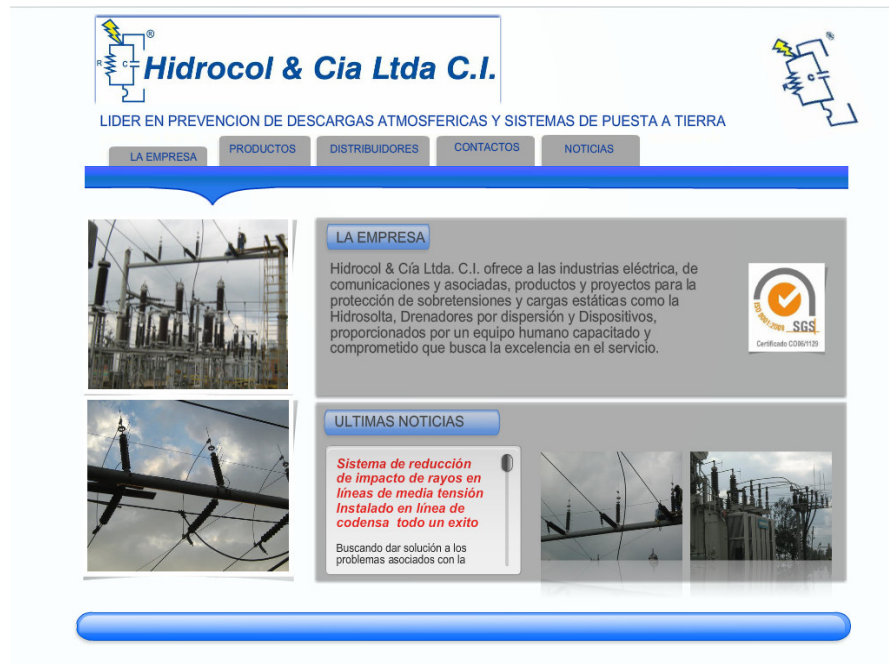 R
C
®
Hidrocol & Cia Ltda C.I.
®
R
C
LIDER EN PREVENCION DE DESCARGAS ATMOSFERICAS Y SISTEMAS DE PUESTA A TIERRA
LA EMPRESA
PRODUCTOS
DISTRIBUIDORES
CONTACTOS
NOTICIAS
LA EMPRESA
Hidrocol & Cía Ltda. C.I. ofrece a las industrias eléctrica, de
comunicaciones y asociadas, productos y proyectos para la
protección de sobretensiones y cargas estáticas como la
Hidrosolta, Drenadores por dispersión y Dispositivos,
proporcionados por un equipo humano capacitado y
comprometido que busca la excelencia en el servicio.
ISO 9001:2008
SGS
Certificado CO06/1129
ULTIMAS NOTICIAS
Sistema de reducción
de impacto de rayos en
líneas de media tensión
Instalado en línea de
codensa todo un exito
Buscando dar solución a los
problemas asociados con la